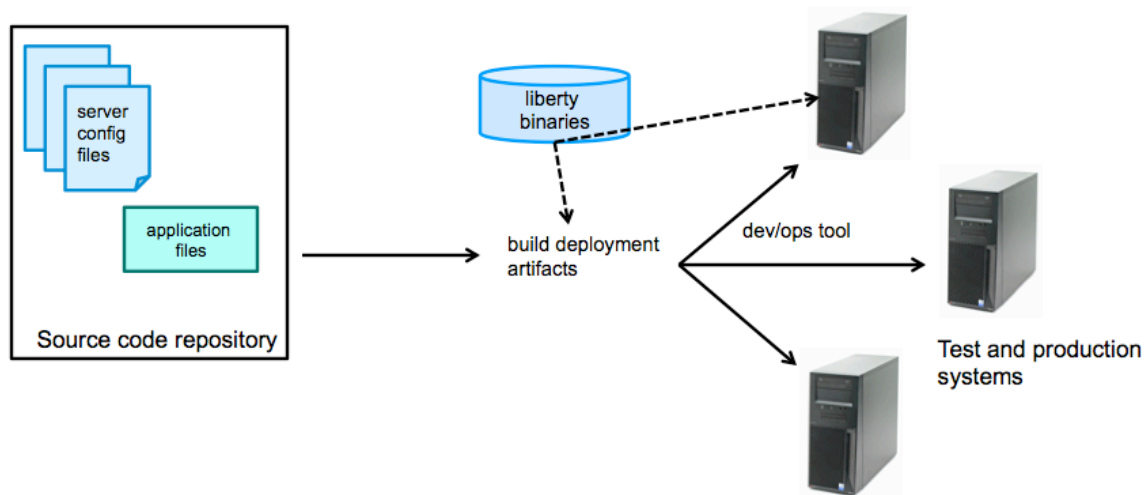 server
config
files
application
files
Source code repository
liberty
binaries
build deployment
artifacts
dev/ops tool
Test and production
systems